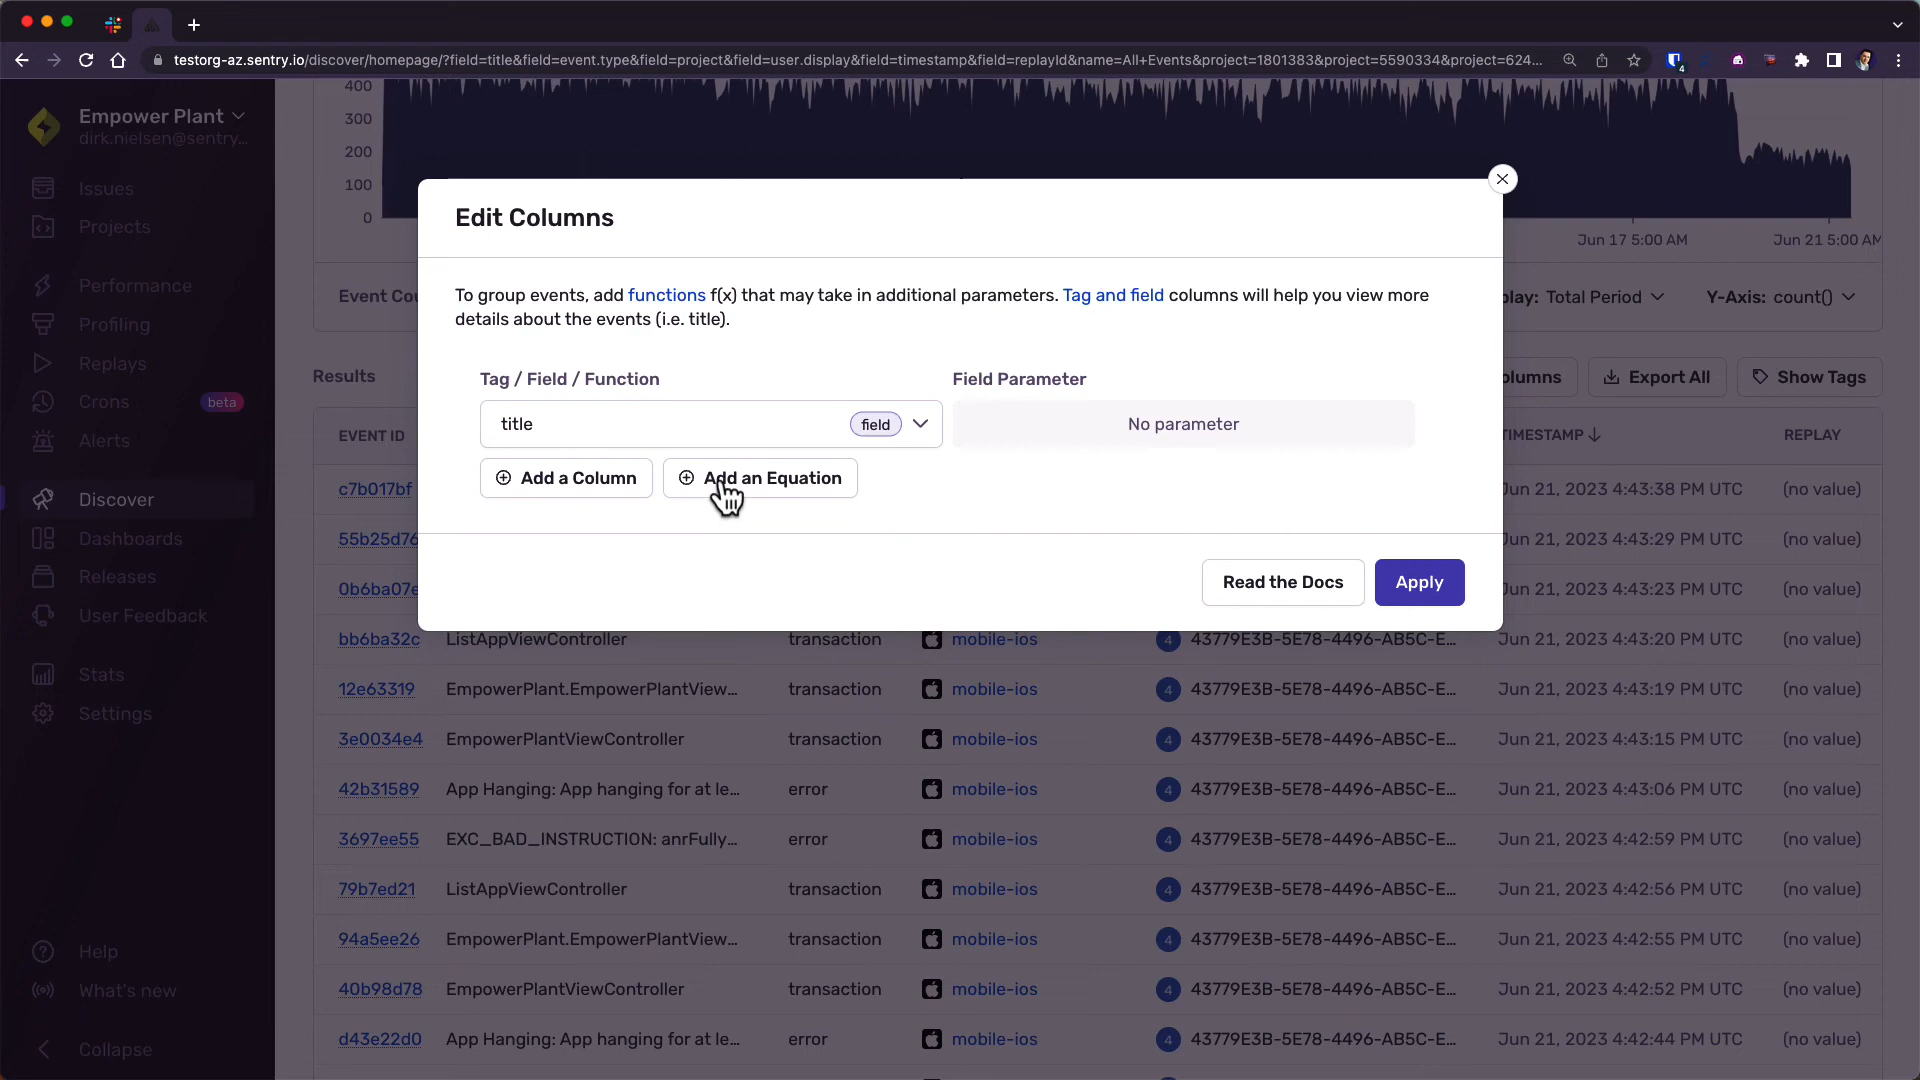 testorg-az.sentry.io/discover/homepage/?field=title&field=event.type&field=project&field=user.display&field=timestamp&field=replayId&name=All+Events&project=1801383&project=5590334&project=624...
4
Empower Plant
dirk.nielsen@sentry...
Issues
Projects
Performance
Profiling
Replays
Crons beta
Alerts
Discover
Dashboards
Releases
User Feedback
Stats
Settings
Help
What's new
Collapse
400
300
200
100
0
Jun 17 5:00 AM
Jun 21 5:00 AM
Event Cou
play: Total Period
Y-Axis: count()
Results
olumns
Export All
Show Tags
Edit Columns
To group events, add functions f(x) that may take in additional parameters. Tag and field columns will help you view more
details about the events (i.e. title).
Tag / Field / Function
Field Parameter
title field
No parameter
Add a Column
Add an Equation
Read the Docs
Apply
EVENT ID TIMESTAMP REPLAY
c7b017bf Jun 21, 2023 4:43:38 PM UTC (no value)
55b25d76 Jun 21, 2023 4:43:29 PM UTC (no value)
0b6ba07e Jun 21, 2023 4:43:23 PM UTC (no value)
bb6ba32c ListAppViewController transaction mobile-ios 4 43779E3B-5E78-4496-AB5C-E... Jun 21, 2023 4:43:20 PM UTC (no value)
12e63319 EmpowerPlant.EmpowerPlantView... transaction mobile-ios 4 43779E3B-5E78-4496-AB5C-E... Jun 21, 2023 4:43:19 PM UTC (no value)
3e0034e4 EmpowerPlantViewController transaction mobile-ios 4 43779E3B-5E78-4496-AB5C-E... Jun 21, 2023 4:43:15 PM UTC (no value)
42b31589 App Hanging: App hanging for at le... error mobile-ios 4 43779E3B-5E78-4496-AB5C-E... Jun 21, 2023 4:43:06 PM UTC (no value)
3697ee55 EXC_BAD_INSTRUCTION: anrFully... error mobile-ios 4 43779E3B-5E78-4496-AB5C-E... Jun 21, 2023 4:42:59 PM UTC (no value)
79b7ed21 ListAppViewController transaction mobile-ios 4 43779E3B-5E78-4496-AB5C-E... Jun 21, 2023 4:42:56 PM UTC (no value)
94a5ee26 EmpowerPlant.EmpowerPlantView... transaction mobile-ios 4 43779E3B-5E78-4496-AB5C-E... Jun 21, 2023 4:42:55 PM UTC (no value)
40b98d78 EmpowerPlantViewController transaction mobile-ios 4 43779E3B-5E78-4496-AB5C-E... Jun 21, 2023 4:42:52 PM UTC (no value)
d43e22d0 App Hanging: App hanging for at le... error mobile-ios 4 43779E3B-5E78-4496-AB5C-E... Jun 21, 2023 4:42:44 PM UTC (no value)